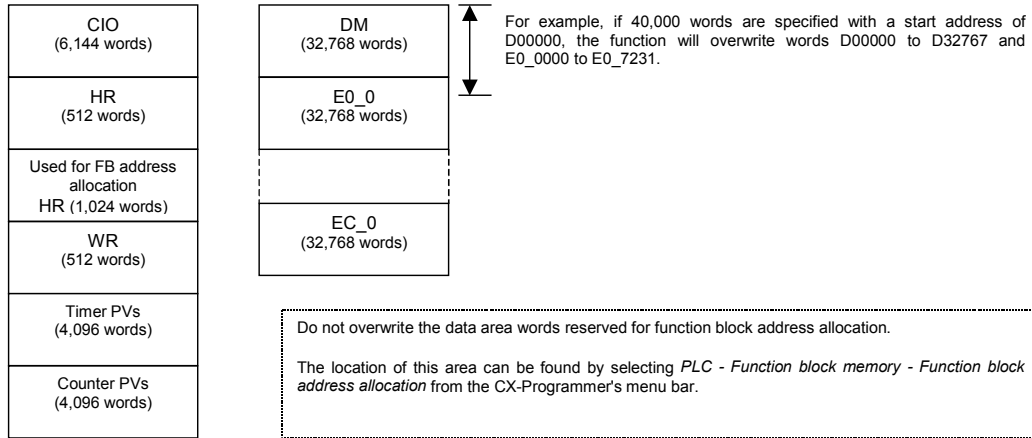 CIO
(6,144 words)
HR
(512 words)
Used for FB address
allocation
HR (1,024 words)
WR
(512 words)
Timer PVs
(4,096 words)
Counter PVs
(4,096 words)
DM
(32,768 words)
E0_0
(32,768 words)
EC_0
(32,768 words)
For example, if 40,000 words are specified with a start address of
D00000, the function will overwrite words D00000 to D32767 and
E0_0000 to E0_7231.
Do not overwrite the data area words reserved for function block address allocation.
The location of this area can be found by selecting PLC - Function block memory - Function block
address allocation from the CX-Programmer's menu bar.